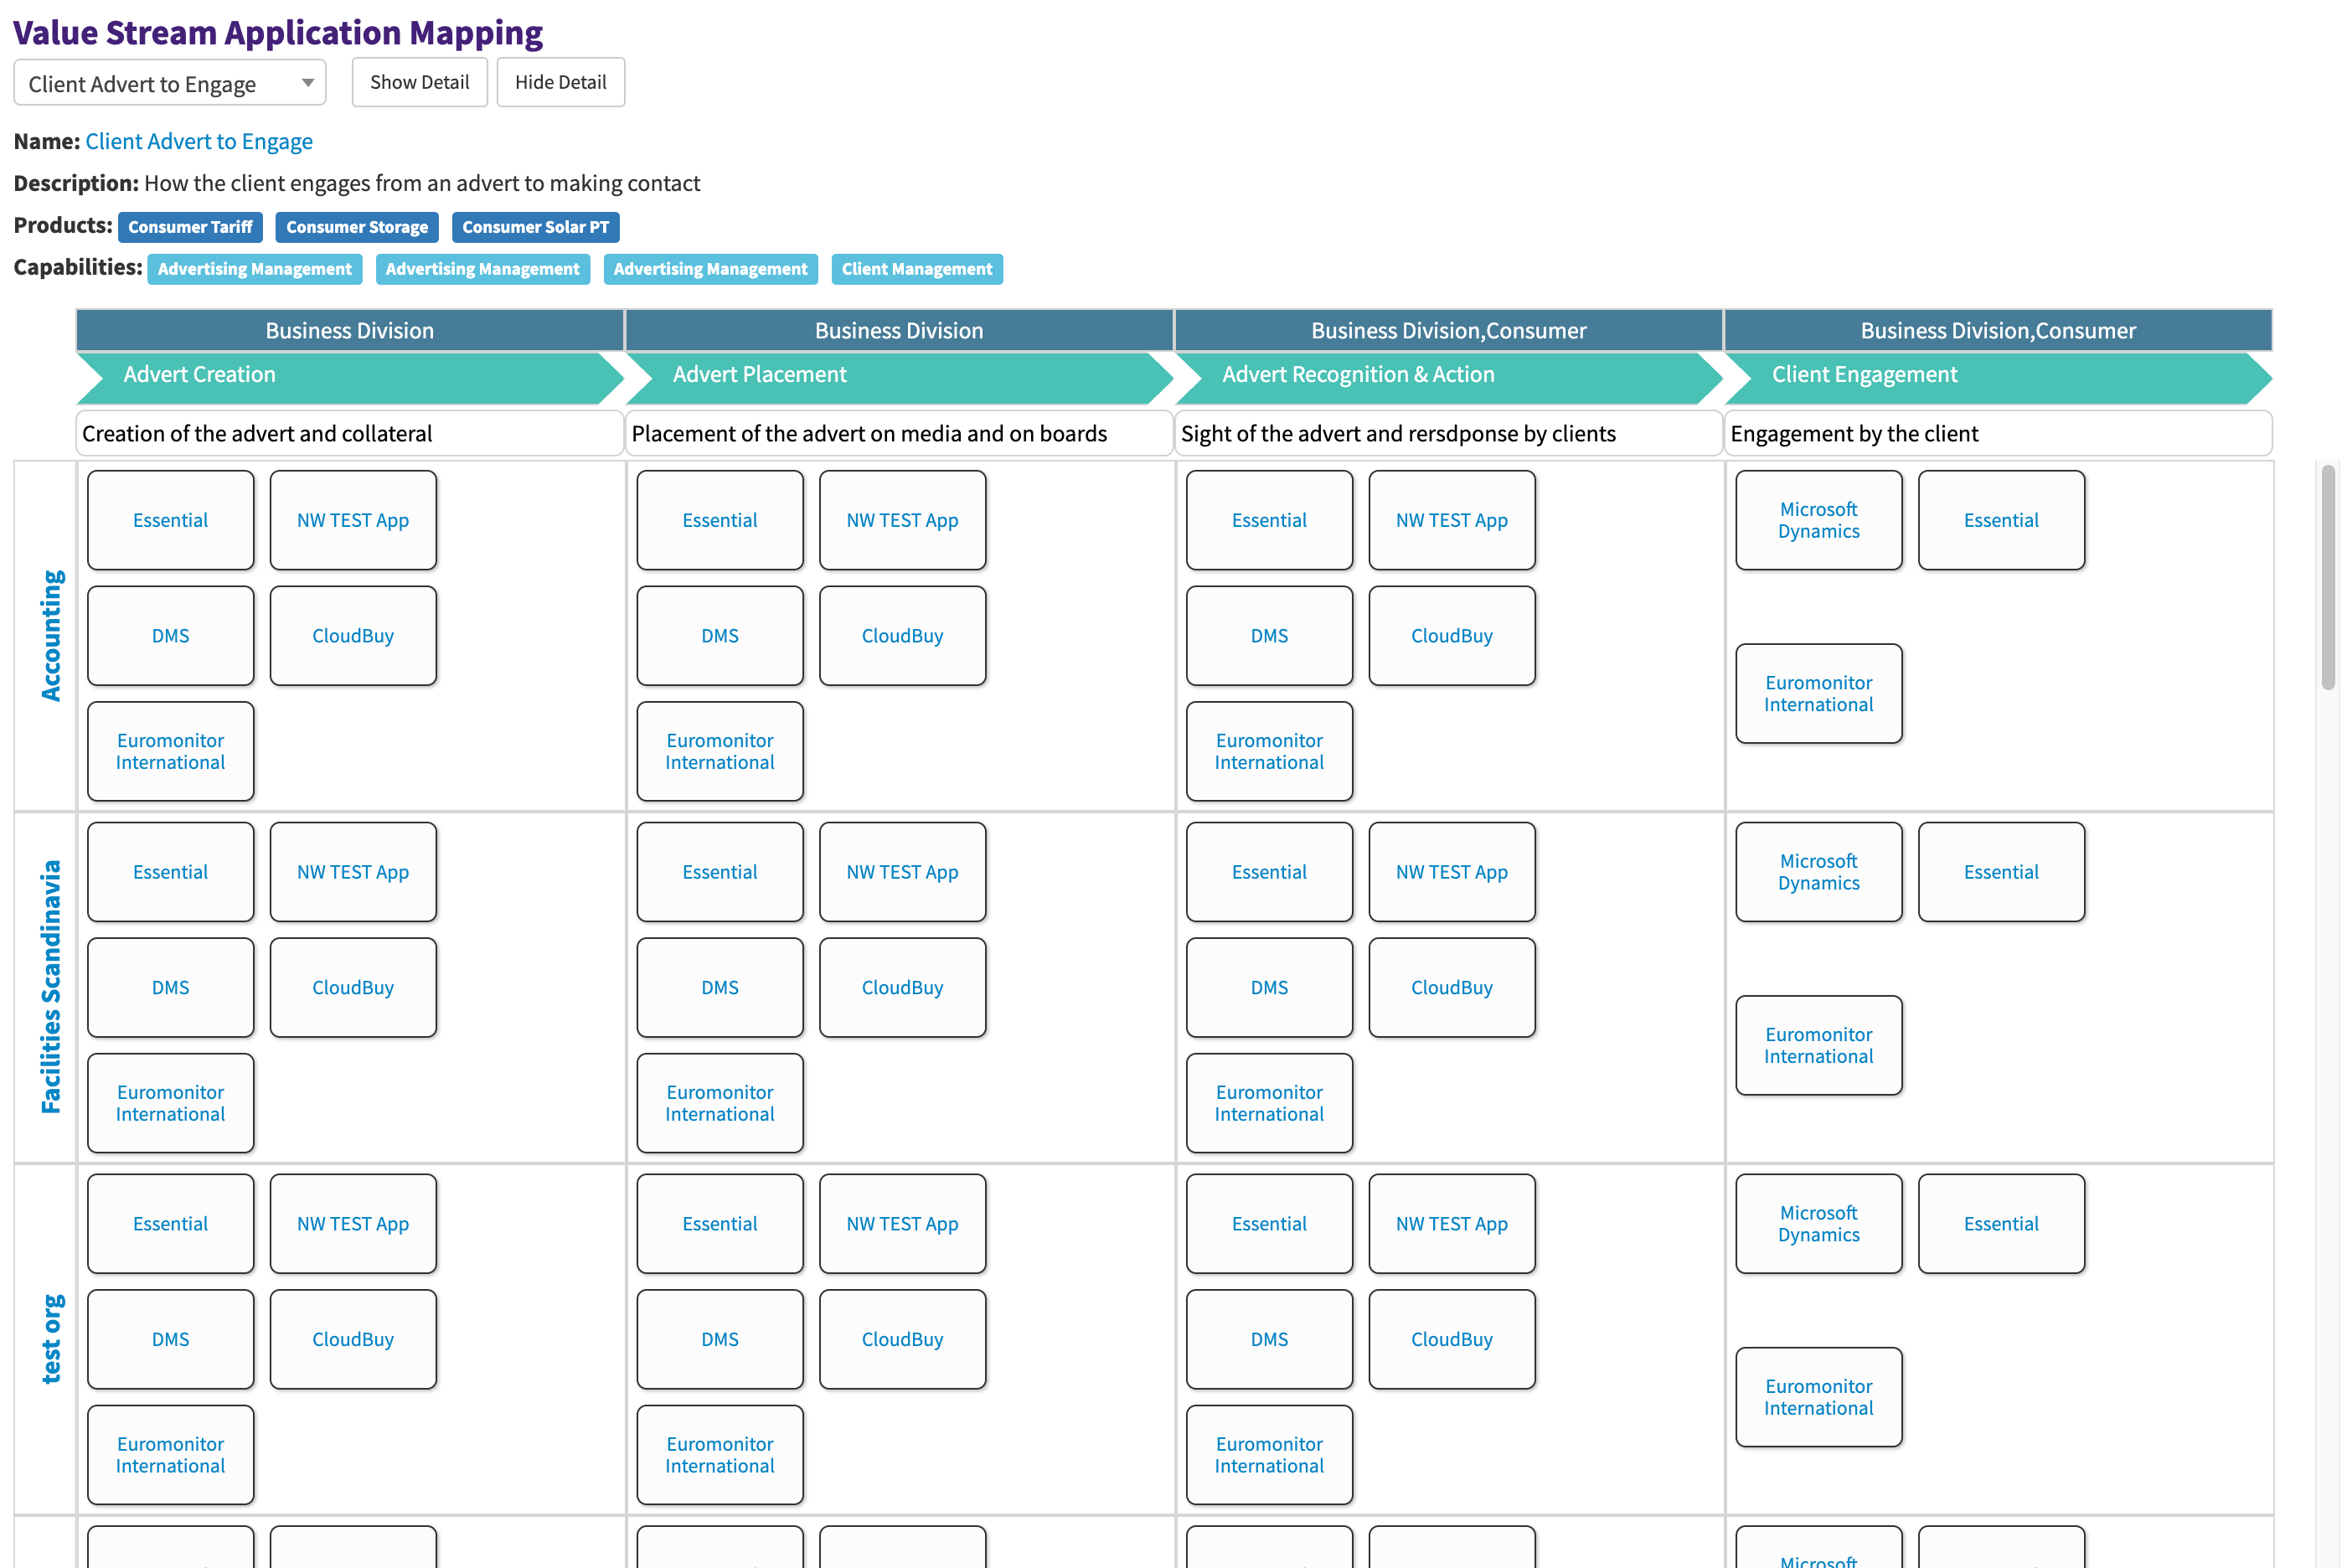 Value Stream Application Mapping
Client Advert to Engage
Show Detail
Hide Detail
Name: Client Advert to Engage
Description: How the client engages from an advert to making contact
Products: Consumer Tariff Consumer Storage Consumer Solar PT
Capabilities: Advertising Management Advertising Management Advertising Management Client Management
Business Division
Business Division
Business Division,Consumer
Business Division,Consumer
Advert Creation
Advert Placement
Advert Recognition & Action
Client Engagement
Creation of the advert and collateral
Placement of the advert on media and on boards
Sight of the advert and rersdponse by clients
Engagement by the client
Accounting
Essential
NW TEST App
DMS
CloudBuy
Euromonitor
International
Essential
NW TEST App
DMS
CloudBuy
Euromonitor
International
Essential
NW TEST App
DMS
CloudBuy
Euromonitor
International
Microsoft
Dynamics
Essential
Euromonitor
International
Facilities Scandinavia
Essential
NW TEST App
DMS
CloudBuy
Euromonitor
International
Essential
NW TEST App
DMS
CloudBuy
Euromonitor
International
Essential
NW TEST App
DMS
CloudBuy
Euromonitor
International
Microsoft
Dynamics
Essential
Euromonitor
International
test org
Essential
NW TEST App
DMS
CloudBuy
Euromonitor
International
Essential
NW TEST App
DMS
CloudBuy
Euromonitor
International
Essential
NW TEST App
DMS
CloudBuy
Euromonitor
International
Microsoft
Dynamics
Essential
Euromonitor
International
Microsoft